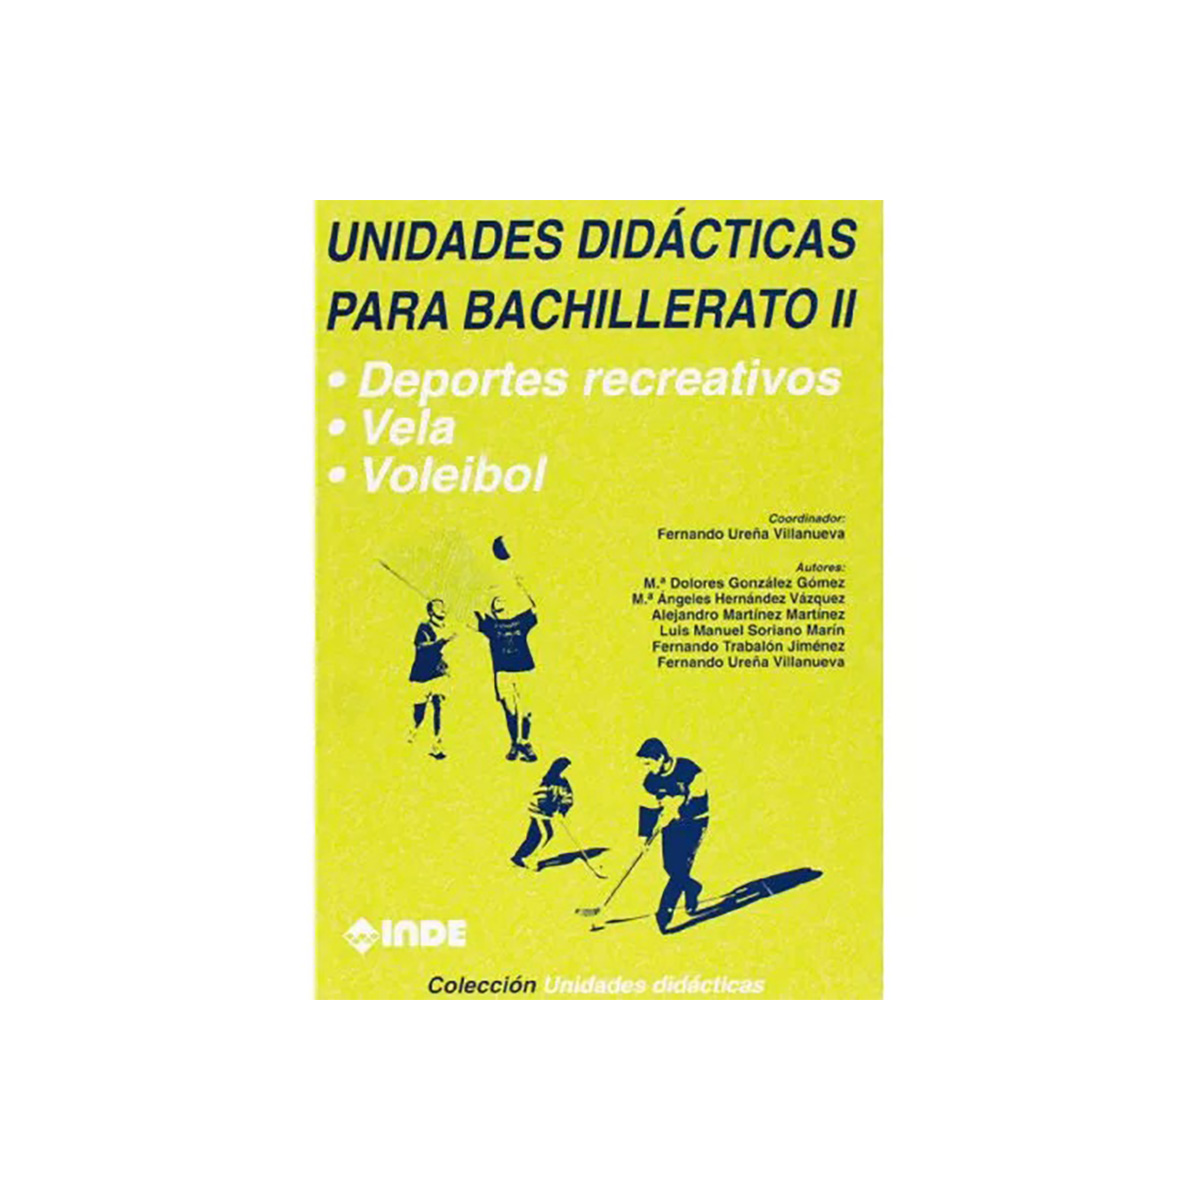 UNIDADES DIDÁCTICAS
PARA BACHILLERATO II
• Deportes recreativos
• Vela
• Voleibol
Coordinador:
Fernando Ureña Villanueva
Autores:
M.ª Dolores González Gómez
M.ª Ángeles Hernández Vázquez
Alejandro Martínez Martínez
Luis Manuel Soriano Marín
Fernando Trabalón Jiménez
Fernando Ureña Villanueva
INDE
Colección Unidades didácticas